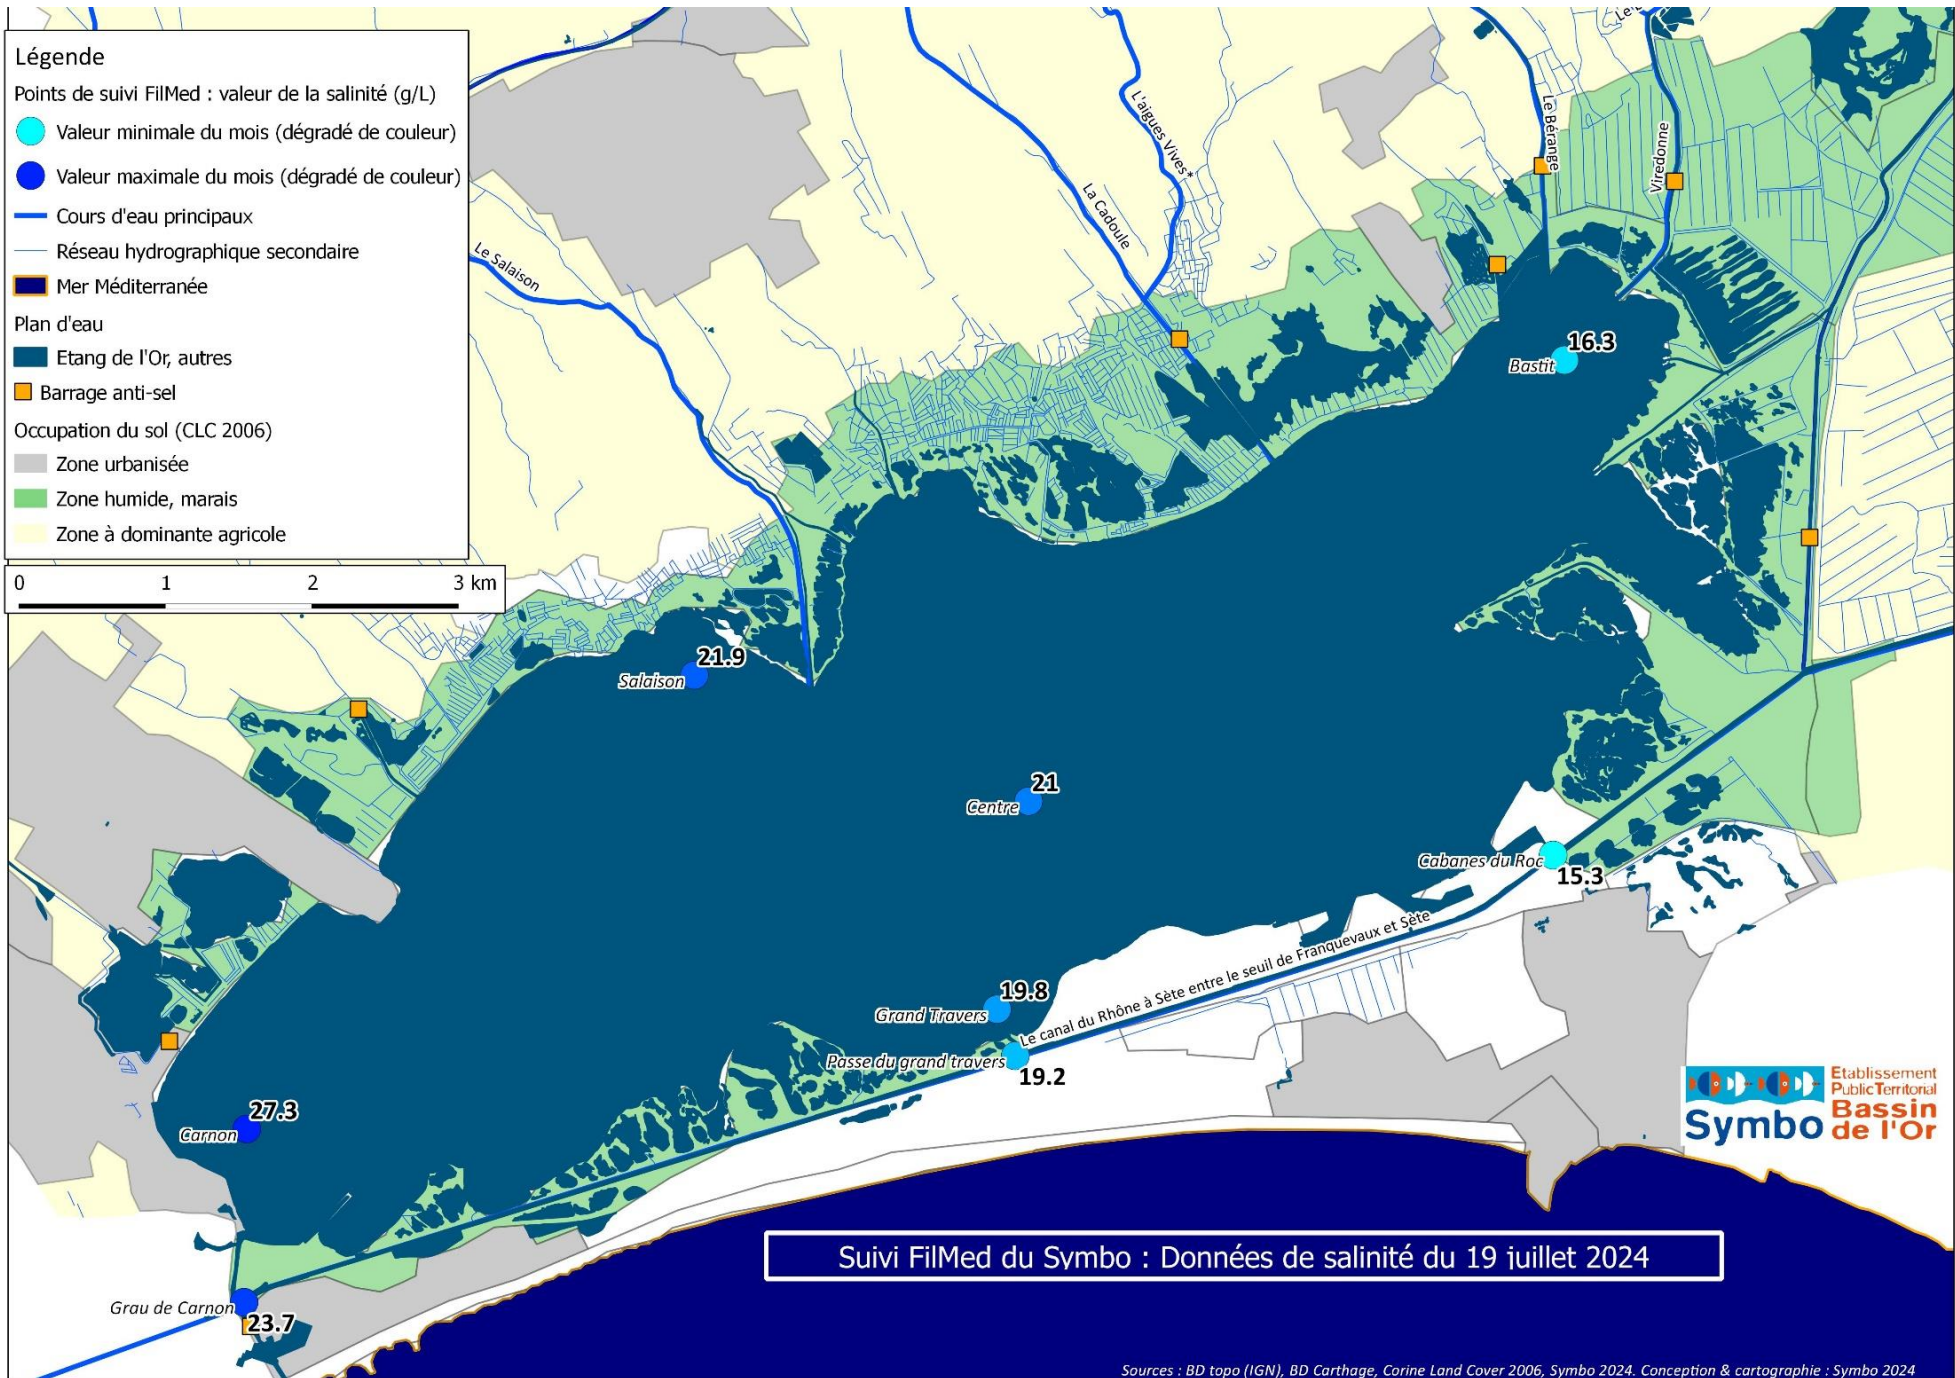 Légende
Points de suivi FilMed : valeur de la salinité (g/L)
Valeur minimale du mois (dégradé de couleur)
Valeur maximale du mois (dégradé de couleur)
Cours d'eau principaux
Réseau hydrographique secondaire
Mer Méditerranée
Plan d'eau
Etang de l'Or, autres
Barrage anti-sel
Occupation du sol (CLC 2006)
Zone urbanisée
Zone humide, marais
Zone à dominante agricole
0 1 2 3 km
Le Salaison
La Cadoule
L'aigues Vives*
Le Bérange
Viredonne
16.3
Bastit
21.9
Salaison
21
Centre
Cabanes du Roc
15.3
Le canal du Rhône à Sète entre le seuil de Franquevaux et Sète
19.8
Grand Travers
Passe du grand travers
19.2
27.3
Carnon
Grau de Carnon
23.7
Etablissement
Public Territorial
Bassin
de l'Or
Symbo
Suivi FilMed du Symbo : Données de salinité du 19 juillet 2024
Sources : BD topo (IGN), BD Carthage, Corine Land Cover 2006, Symbo 2024. Conception & cartographie : Symbo 2024